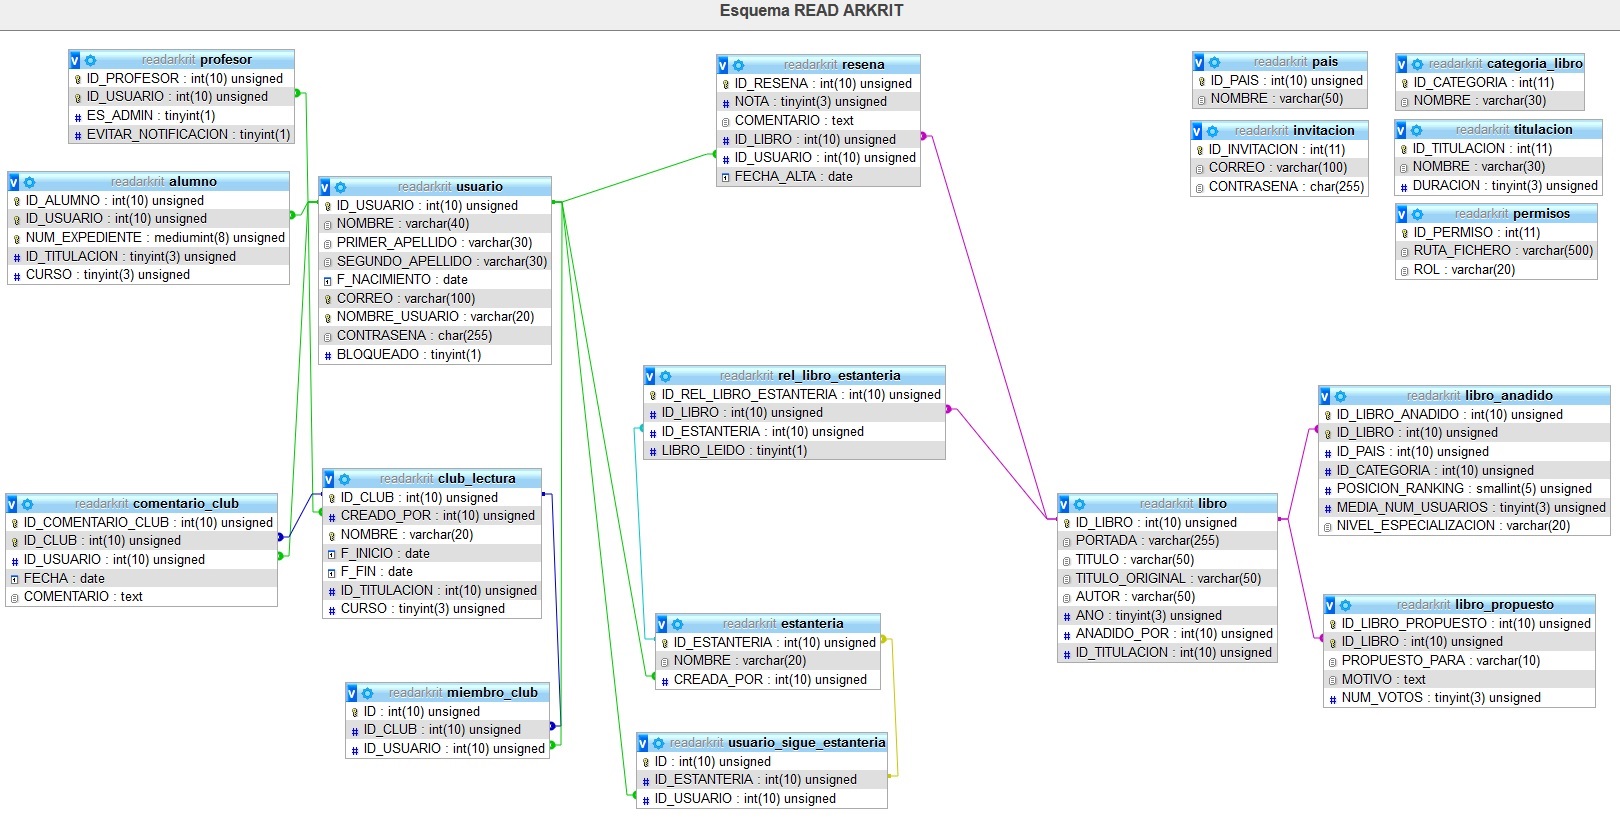 Esquema READ ARKRIT
readarkrit profesor
ID_PROFESOR : int(10) unsigned
ID_USUARIO : int(10) unsigned
ES_ADMIN : tinyint(1)
EVITAR_NOTIFICACION : tinyint(1)
readarkrit alumno
ID_ALUMNO : int(10) unsigned
ID_USUARIO : int(10) unsigned
NUM_EXPEDIENTE : mediumint(8) unsigned
ID_TITULACION : tinyint(3) unsigned
CURSO : tinyint(3) unsigned
readarkrit usuario
ID_USUARIO : int(10) unsigned
NOMBRE : varchar(40)
PRIMER_APELLIDO : varchar(30)
SEGUNDO_APELLIDO : varchar(30)
F_NACIMIENTO : date
CORREO : varchar(100)
NOMBRE_USUARIO : varchar(20)
CONTRASENA : char(255)
BLOQUEADO : tinyint(1)
readarkrit resena
ID_RESENA : int(10) unsigned
NOTA : tinyint(3) unsigned
COMENTARIO : text
ID_LIBRO : int(10) unsigned
ID_USUARIO : int(10) unsigned
FECHA_ALTA : date
readarkrit pais
ID_PAIS : int(10) unsigned
NOMBRE : varchar(50)
readarkrit categoria_libro
ID_CATEGORIA : int(11)
NOMBRE : varchar(30)
readarkrit invitacion
ID_INVITACION : int(11)
CORREO : varchar(100)
CONTRASENA : char(255)
readarkrit titulacion
ID_TITULACION : int(11)
NOMBRE : varchar(30)
DURACION : tinyint(3) unsigned
readarkrit permisos
ID_PERMISO : int(11)
RUTA_FICHERO : varchar(500)
ROL : varchar(20)
readarkrit rel_libro_estanteria
ID_REL_LIBRO_ESTANTERIA : int(10) unsigned
ID_LIBRO : int(10) unsigned
ID_ESTANTERIA : int(10) unsigned
LIBRO_LEIDO : tinyint(1)
readarkrit libro_anadido
ID_LIBRO_ANADIDO : int(10) unsigned
ID_LIBRO : int(10) unsigned
ID_PAIS : int(10) unsigned
ID_CATEGORIA : int(10) unsigned
POSICION_RANKING : smallint(5) unsigned
MEDIA_NUM_USUARIOS : tinyint(3) unsigned
NIVEL_ESPECIALIZACION : varchar(20)
readarkrit comentario_club
ID_COMENTARIO_CLUB : int(10) unsigned
ID_CLUB : int(10) unsigned
ID_USUARIO : int(10) unsigned
FECHA : date
COMENTARIO : text
readarkrit club_lectura
ID_CLUB : int(10) unsigned
CREADO_POR : int(10) unsigned
NOMBRE : varchar(20)
F_INICIO : date
F_FIN : date
ID_TITULACION : int(10) unsigned
CURSO : tinyint(3) unsigned
readarkrit libro
ID_LIBRO : int(10) unsigned
PORTADA : varchar(255)
TITULO : varchar(50)
TITULO_ORIGINAL : varchar(50)
AUTOR : varchar(50)
ANO : tinyint(3) unsigned
ANADIDO_POR : int(10) unsigned
ID_TITULACION : int(10) unsigned
readarkrit libro_propuesto
ID_LIBRO_PROPUESTO : int(10) unsigned
ID_LIBRO : int(10) unsigned
PROPUESTO_PARA : varchar(10)
MOTIVO : text
NUM_VOTOS : tinyint(3) unsigned
readarkrit estanteria
ID_ESTANTERIA : int(10) unsigned
NOMBRE : varchar(20)
CREADA_POR : int(10) unsigned
readarkrit miembro_club
ID : int(10) unsigned
ID_CLUB : int(10) unsigned
ID_USUARIO : int(10) unsigned
readarkrit usuario_sigue_estanteria
ID : int(10) unsigned
ID_ESTANTERIA : int(10) unsigned
ID_USUARIO : int(10) unsigned